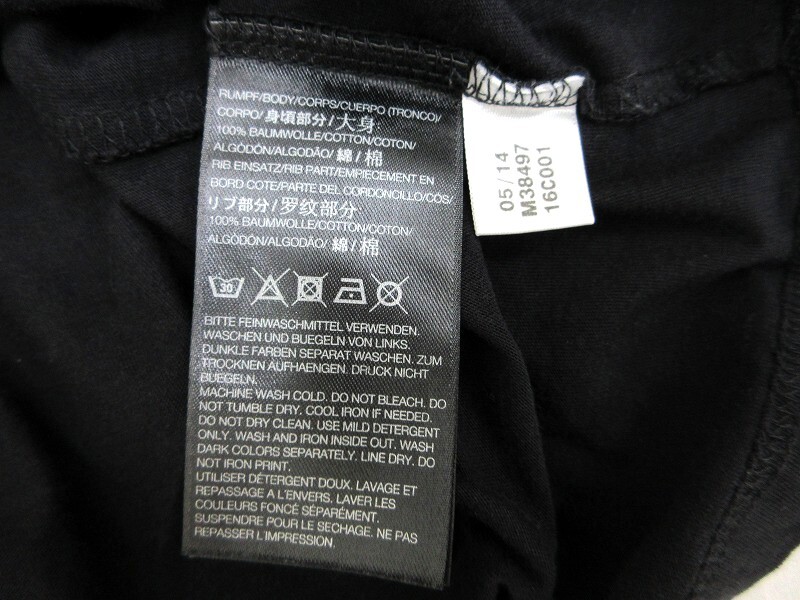 RUMPF/BODY/CORPS/CUERPO (TRONCO)/
CORPO/身頃部分/大身
100% BAUMWOLLE/COTTON/COTON/
ALGODÓN/ALGODÃO/ 綿/棉
RIB EINSATZ/RIB PART/EMPIECEMENT EN
BORD COTE/PARTE DEL CORDONCILLO/CÓS/
リブ部分/罗纹部分
100% BAUMWOLLE/COTTON/COTON/
ALGODÓN/ALGODÃO/ 綿/棉
30
BITTE FEINWASCHMITTEL VERWENDEN.
WASCHEN UND BUEGELN VON LINKS.
DUNKLE FARBEN SEPARAT WASCHEN. ZUM
TROCKNEN AUFHAENGEN. DRUCK NICHT
BUEGELN.
MACHINE WASH COLD. DO NOT BLEACH. DO
NOT TUMBLE DRY. COOL IRON IF NEEDED.
DO NOT DRY CLEAN. USE MILD DETERGENT
ONLY. WASH AND IRON INSIDE OUT. WASH
DARK COLORS SEPARATELY. LINE DRY. DO
NOT IRON PRINT.
UTILISER DÉTERGENT DOUX. LAVAGE ET
REPASSAGE A L'ENVERS. LAVER LES
COULEURS FONCÉ SÉPARÉMENT.
SUSPENDRE POUR LE SECHAGE. NE PAS
REPASSER L'IMPRESSION.
05/14
M38497
16C001